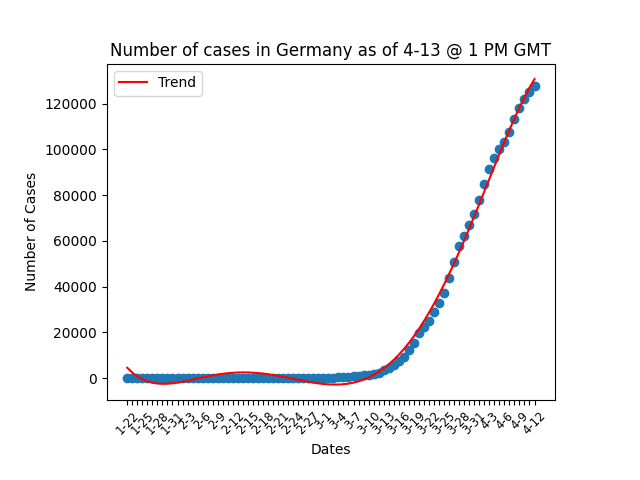 Number of cases in Germany as of 4-13 @ 1 PM GMT
Trend
120000
100000
80000
60000
40000
20000
0
Number of Cases
1-22 1-25 1-28 1-31 2-3 2-6 2-9 2-12 2-15 2-18 2-21 2-24 2-27 3-1 3-4 3-7 3-10 3-13 3-16 3-19 3-22 3-25 3-28 3-31 4-3 4-6 4-9 4-12
Dates